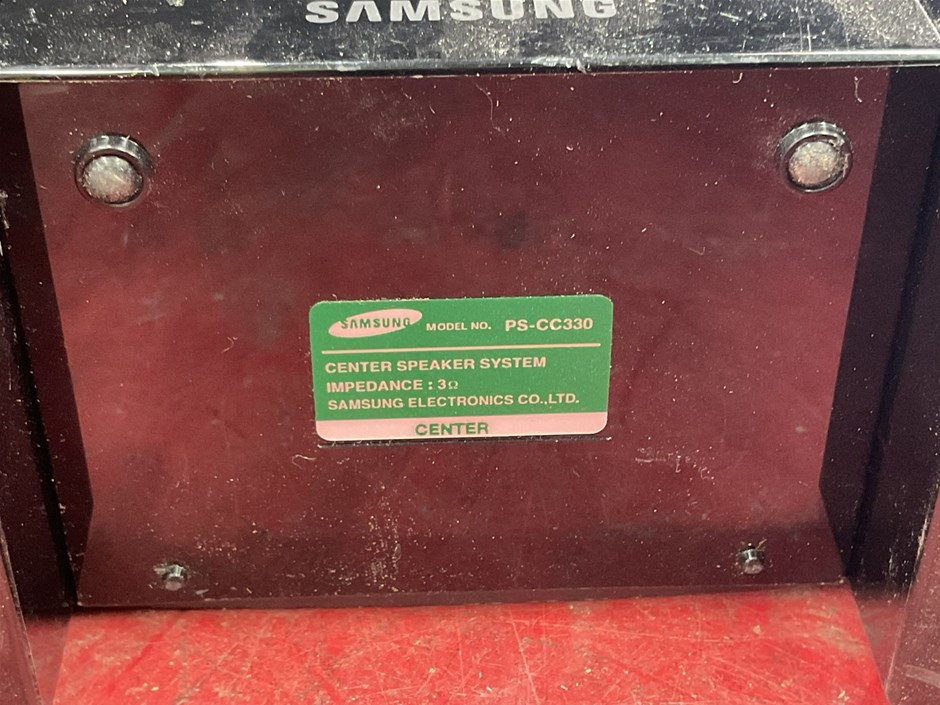 SAMSUNG
SAMSUNG MODEL NO. PS-CC330
CENTER SPEAKER SYSTEM
IMPEDANCE : 3Ω
SAMSUNG ELECTRONICS CO.,LTD.
CENTER